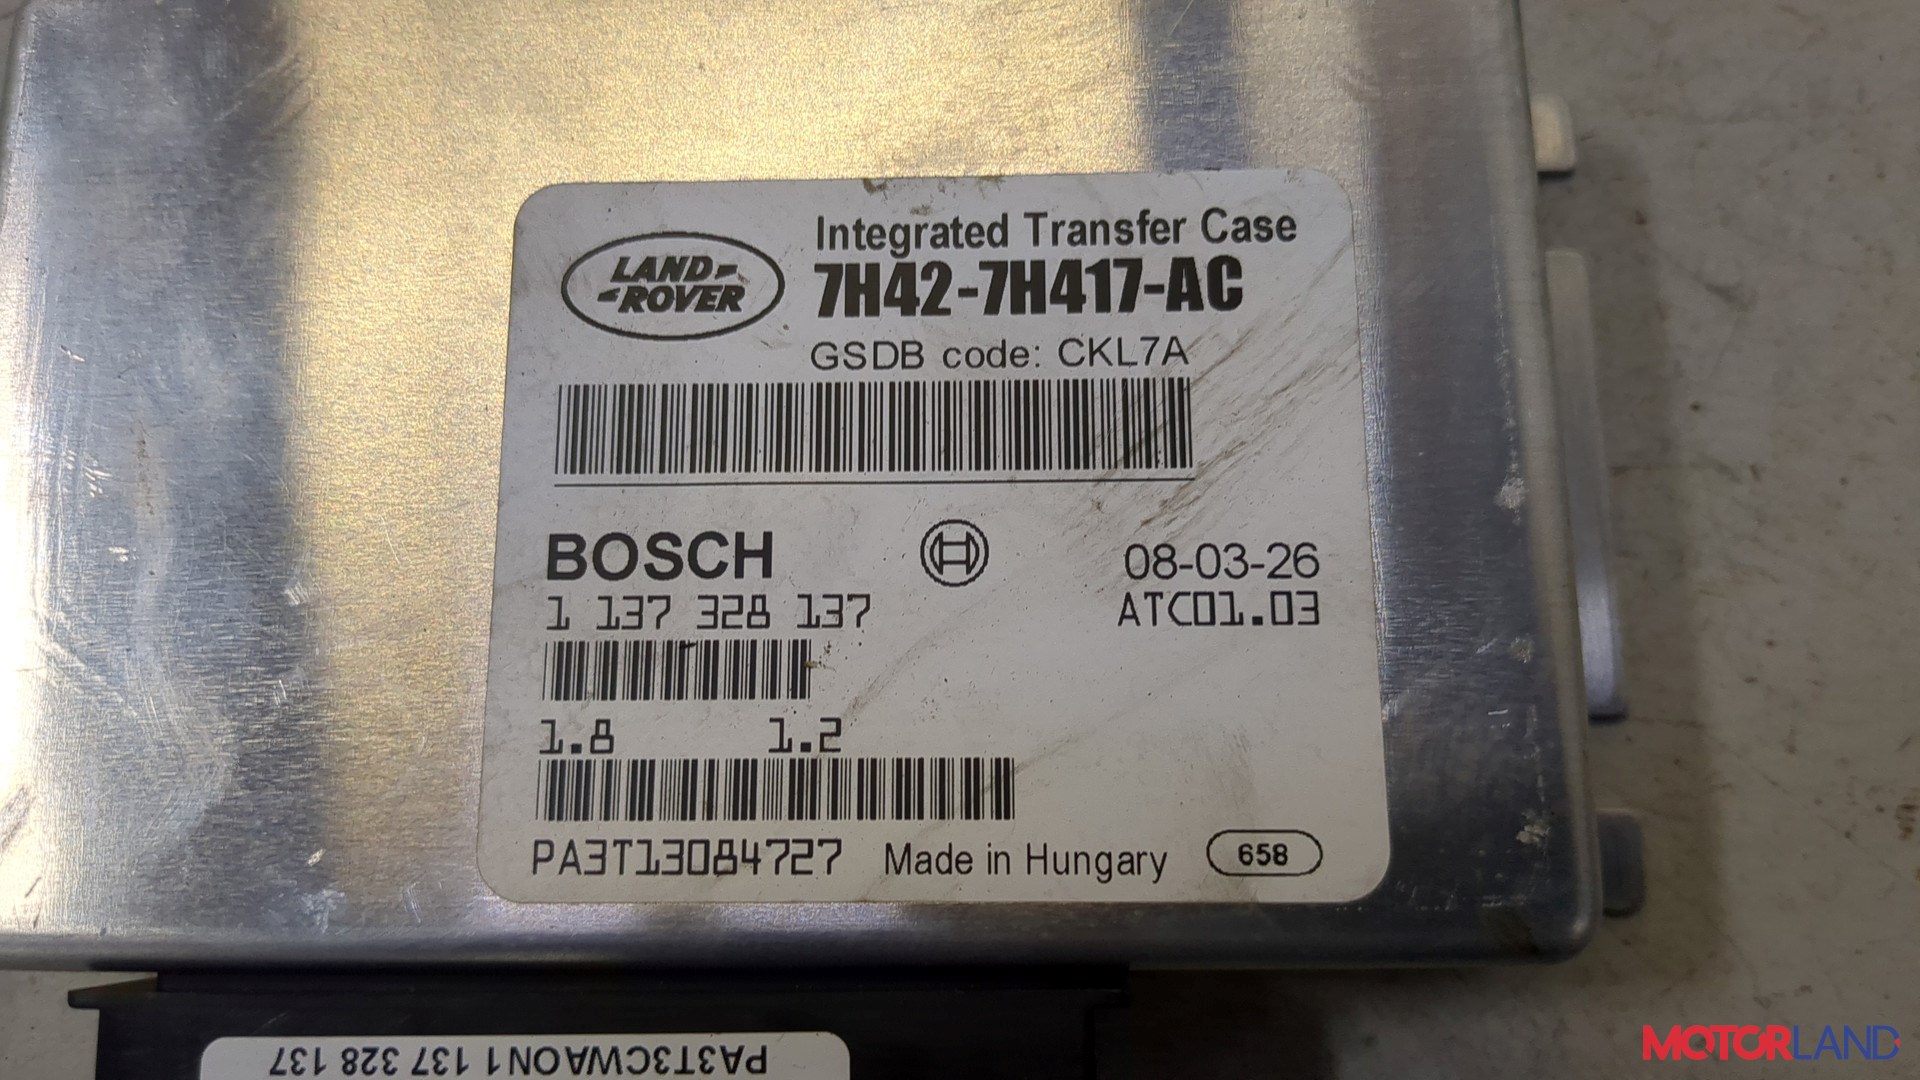 LAND-
-ROVER
Integrated Transfer Case
7H42-7H417-AC
GSDB code: CKL7A
BOSCH
08-03-26
1 137 328 137
ATC01.03
1.8 1.2
PA3T13084727 Made in Hungary 658
PA3T3CWAON1 137 328 137
MOTORLAND